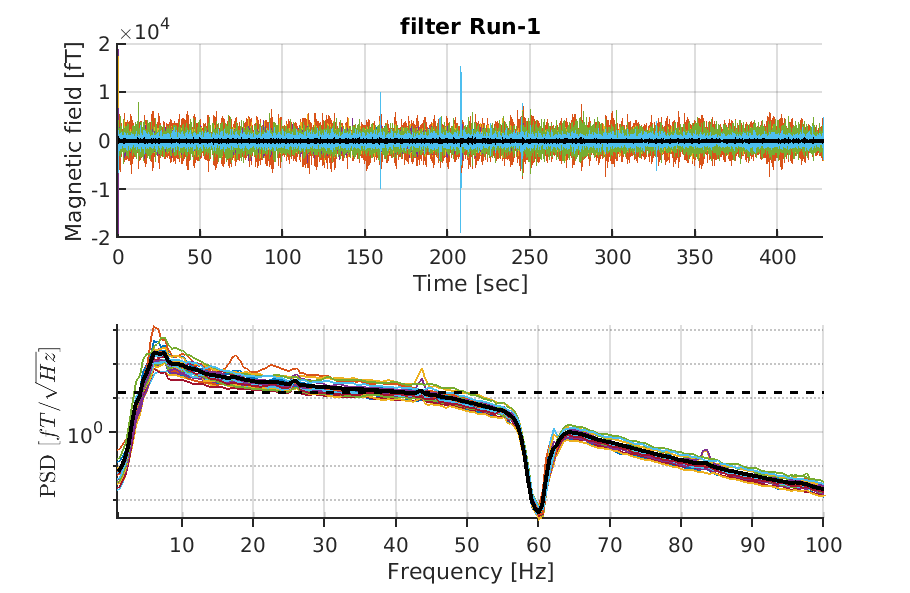 filter Run-1
×10^4
Magnetic field [fT]
2
1
0
-1
-2
0 50 100 150 200 250 300 350 400
Time [sec]
PSD [fT/√Hz]
10^0
10 20 30 40 50 60 70 80 90 100
Frequency [Hz]